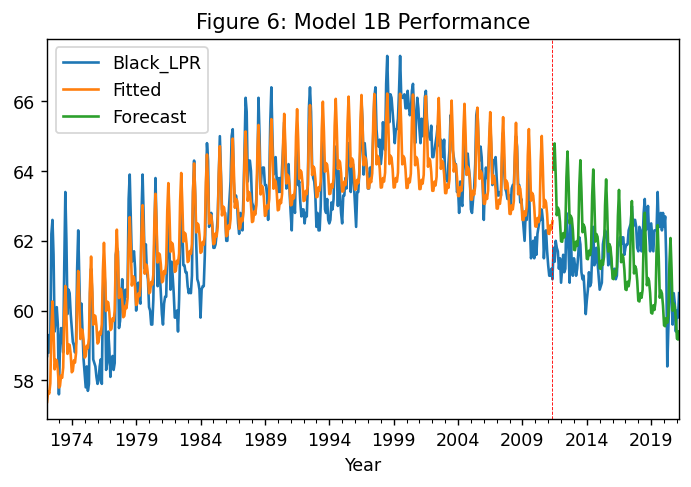 Figure 6: Model 1B Performance
Black_LPR
Fitted
Forecast
66
64
62
60
58
1974 1979 1984 1989 1994 1999 2004 2009 2014 2019
Year